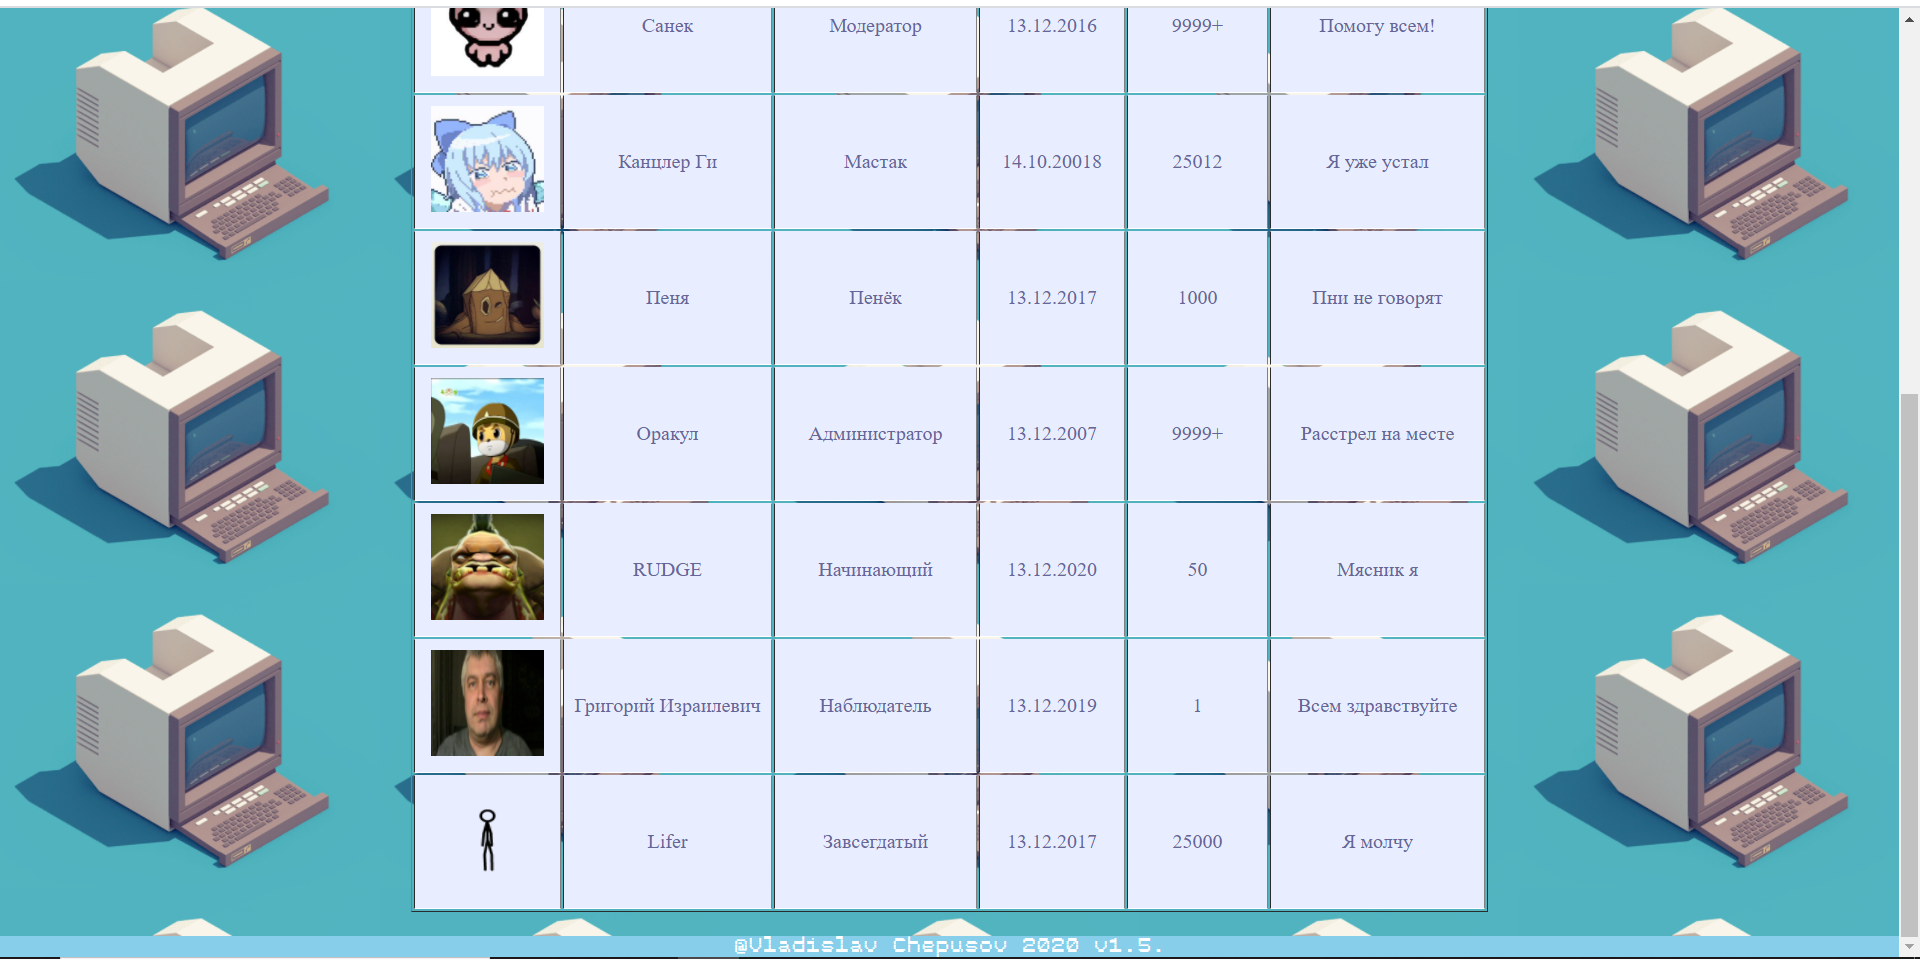 Санек Модератор 13.12.2016 9999+ Помогу всем!
Канцлер Ги Мастак 14.10.20018 25012 Я уже устал
Пеня Пенёк 13.12.2017 1000 Пни не говорят
Оракул Администратор 13.12.2007 9999+ Расстрел на месте
RUDGE Начинающий 13.12.2020 50 Мясник я
Григорий Израилевич Наблюдатель 13.12.2019 1 Всем здравствуйте
Lifer Завсегдатый 13.12.2017 25000 Я молчу
@Vladislav Chepusov 2020 v1.5.